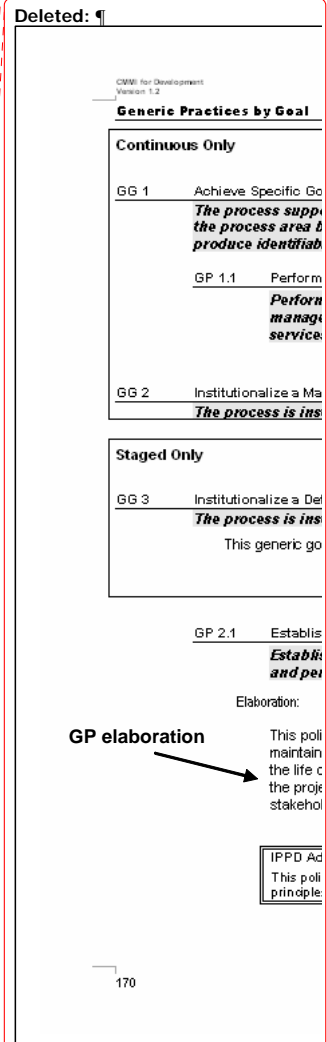 Deleted: ¶
CMMI for Development
Version 1.2
Generic Practices by Goal
Continuous Only
GG 1 Achieve Specific Go
The process supp
the process area b
produce identifiab
GP 1.1 Perform
Perform
manage
service
GG 2 Institutionalize a Ma
The process is ins
Staged Only
GG 3 Institutionalize a De
The process is ins
This generic go
GP 2.1 Establis
Establis
and pe
Elaboration:
GP elaboration
This poli
maintain
the life c
the proje
stakehol
IPPD Ad
This poli
principle
170